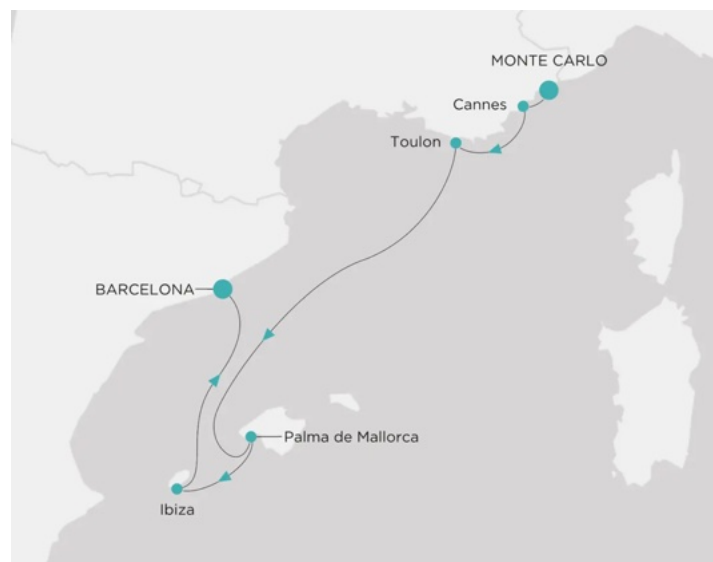 MONTE CARLO
Cannes
Toulon
BARCELONA
Palma de Mallorca
Ibiza